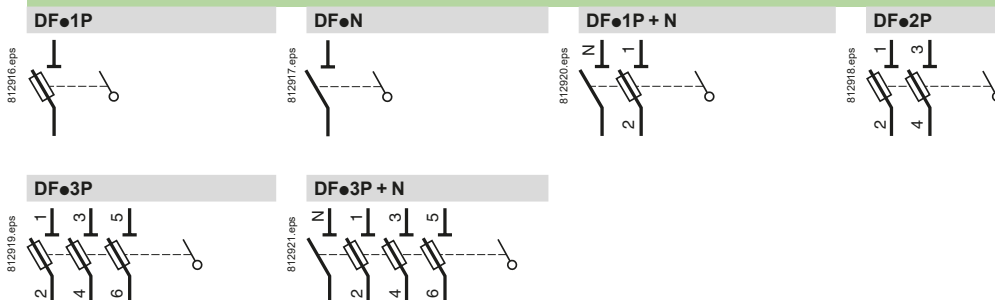 DF●1P
DF●N
DF●1P + N
DF●2P
812916.eps
812917.eps
812920.eps
N 1
2
812918.eps
1 3
2 4
DF●3P
DF●3P + N
812919.eps
1 3 5
2 4 6
812921.eps
N 1 3 5
2 4 6